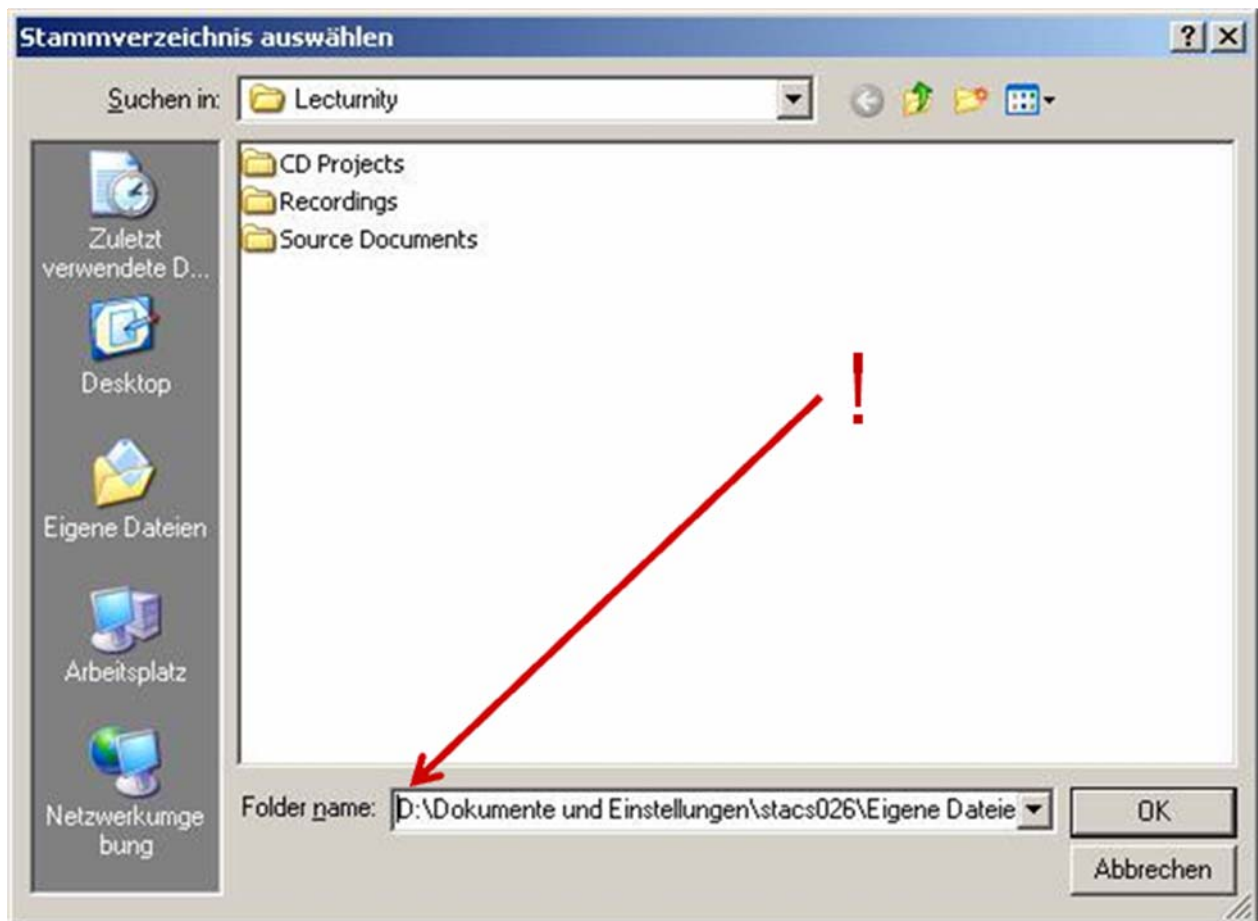 Stammverzeichnis auswählen
Suchen in:
Lecturnity
CD Projects
Recordings
Source Documents
Zuletzt
verwendete D...
Desktop
Eigene Dateien
Arbeitsplatz
Netzwerkumge
bung
!
Folder name:
D:\Dokumente und Einstellungen\stacs026\Eigene Dateie
OK
Abbrechen